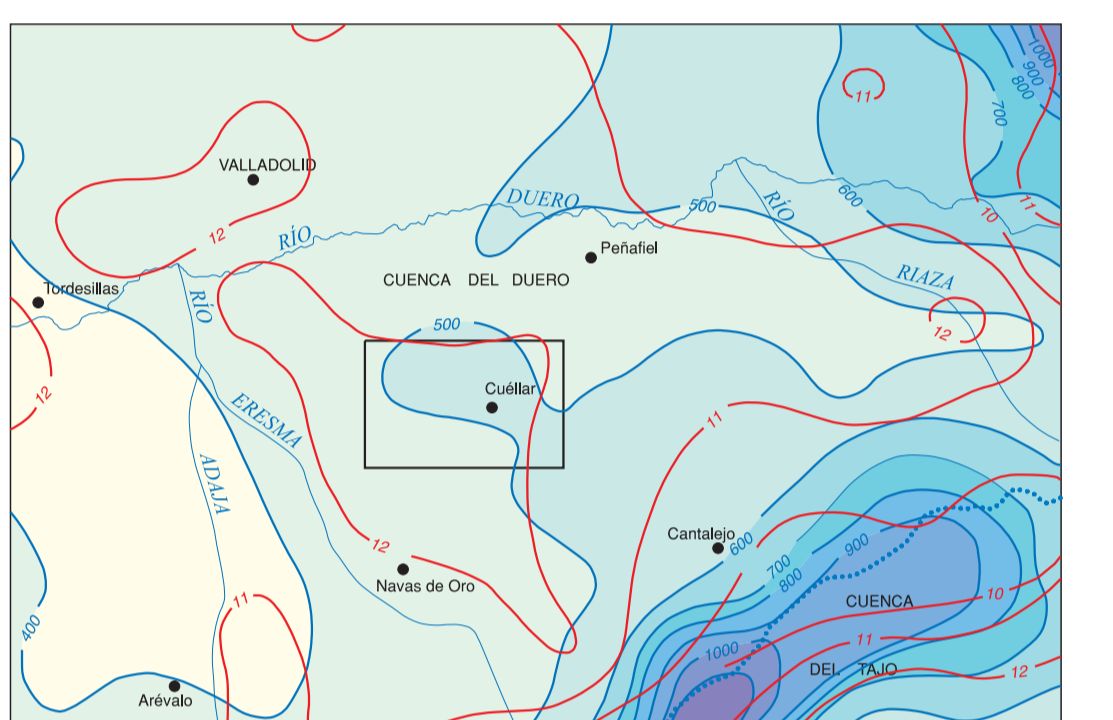 1000
900
800
11
700
VALLADOLID
600
RÍO
DUERO
500
RÍO
10
11
12
RÍO
Peñafiel
CUENCA DEL DUERO
RIAZA
Tordesillas
RÍO
12
500
12
Cuéllar
ERESMA
11
ADAJA
12
Cantalejo
600
900
700
800
Navas de Oro
10
11
CUENCA
400
11
1000
DEL TAJO
12
Arévalo